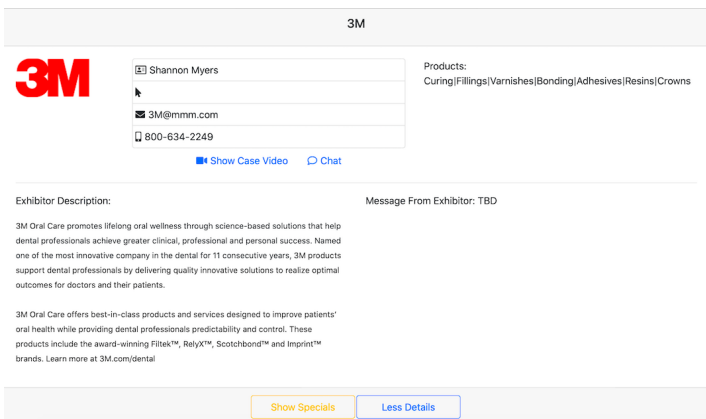 3M
3M
Shannon Myers
3M@mmm.com
800-634-2249
Show Case Video
Chat
Products:
Curing|Fillings|Varnishes|Bonding|Adhesives|Resins|Crowns
Exhibitor Description:
3M Oral Care promotes lifelong oral wellness through science-based solutions that help
dental professionals achieve greater clinical, professional and personal success. Named
one of the most innovative company in the dental for 11 consecutive years, 3M products
support dental professionals by delivering quality innovative solutions to realize optimal
outcomes for doctors and their patients.
3M Oral Care offers best-in-class products and services designed to improve patients'
oral health while providing dental professionals predictability and control. These
products include the award-winning Filtek™, RelyX™, Scotchbond™ and Imprint™
brands. Learn more at 3M.com/dental
Message From Exhibitor: TBD
Show Specials
Less Details